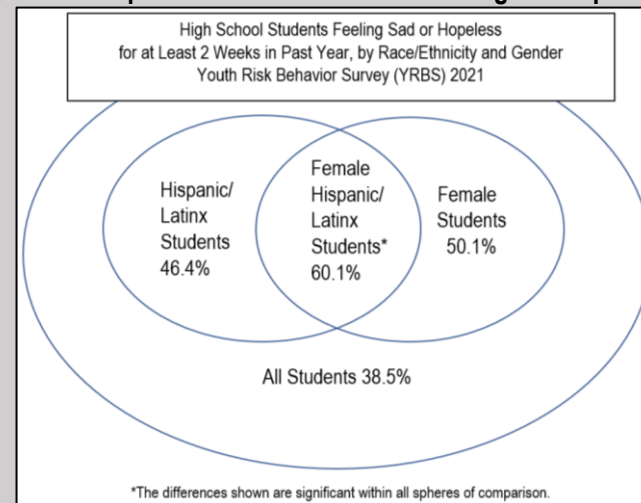 High School Students Feeling Sad or Hopeless
for at Least 2 Weeks in Past Year, by Race/Ethnicity and Gender
Youth Risk Behavior Survey (YRBS) 2021
Hispanic/
Latinx
Students
46.4%
Female
Hispanic/
Latinx
Students*
60.1%
Female
Students
50.1%
All Students 38.5%
*The differences shown are significant within all spheres of comparison.